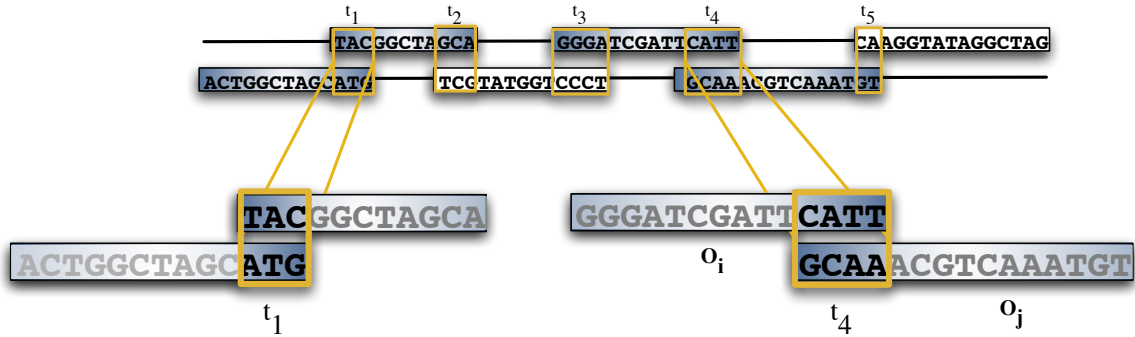 t1 t2 t3 t4 t5
TACGGCTAGCA GGGATCGATTCATT CAAGGTATAGGCTAG
ACTGGCTAGCATG TCGTATGGTCCCT GCAAACGTCAAATGT
TACGGCTAGCA GGGATCGATTCATT
ACTGGCTAGCATG Oi GCAAACGTCAAATGT
t1 t4 Oj